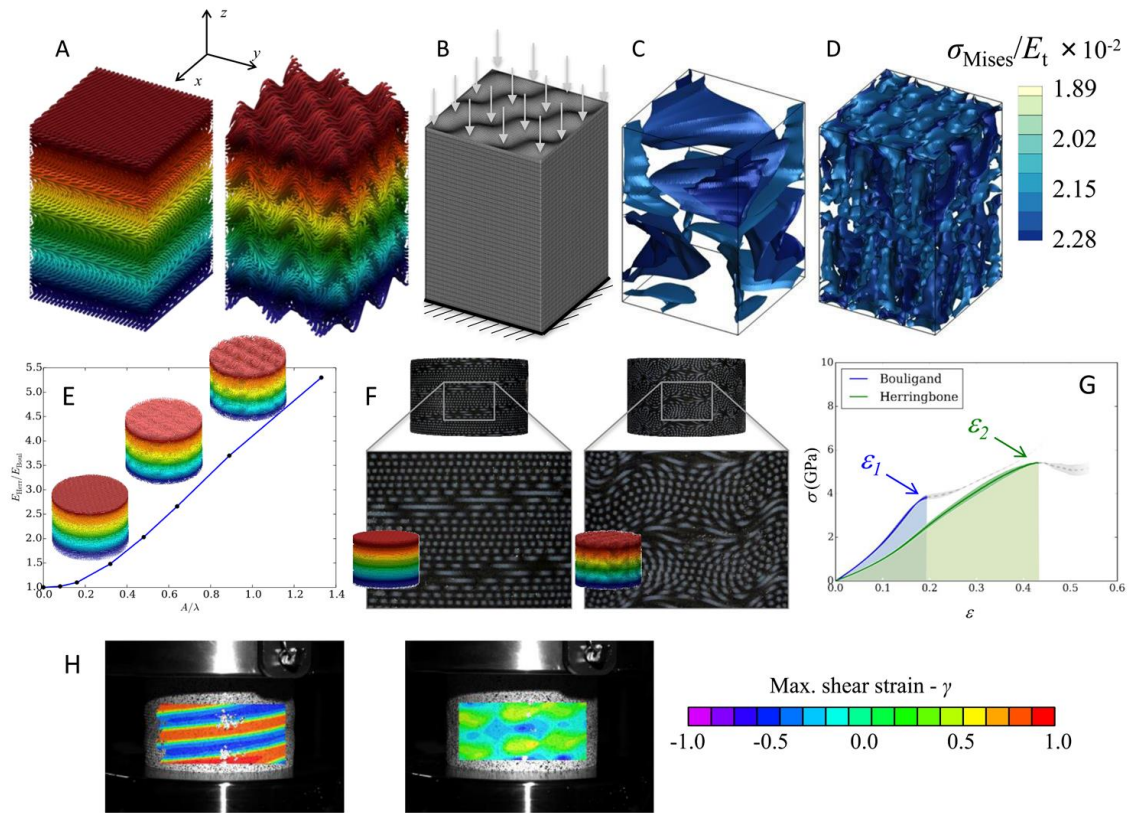 A
z
y
x
B
C
D
σMises/Et × 10-2
1.89
2.02
2.15
2.28
E
EHerr/EBoul
5.5
5.0
4.5
4.0
3.5
3.0
2.5
2.0
1.5
1.0
0.0 0.2 0.4 0.6 0.8 1.0 1.2 1.4
A/λ
F
G
Bouligand
Herringbone
ε1
ε2
σ(GPa)
10
8
6
4
2
0
0.0 0.1 0.2 0.3 0.4 0.5 0.6
ε
H
Max. shear strain - γ
-1.0 -0.5 0.0 0.5 1.0